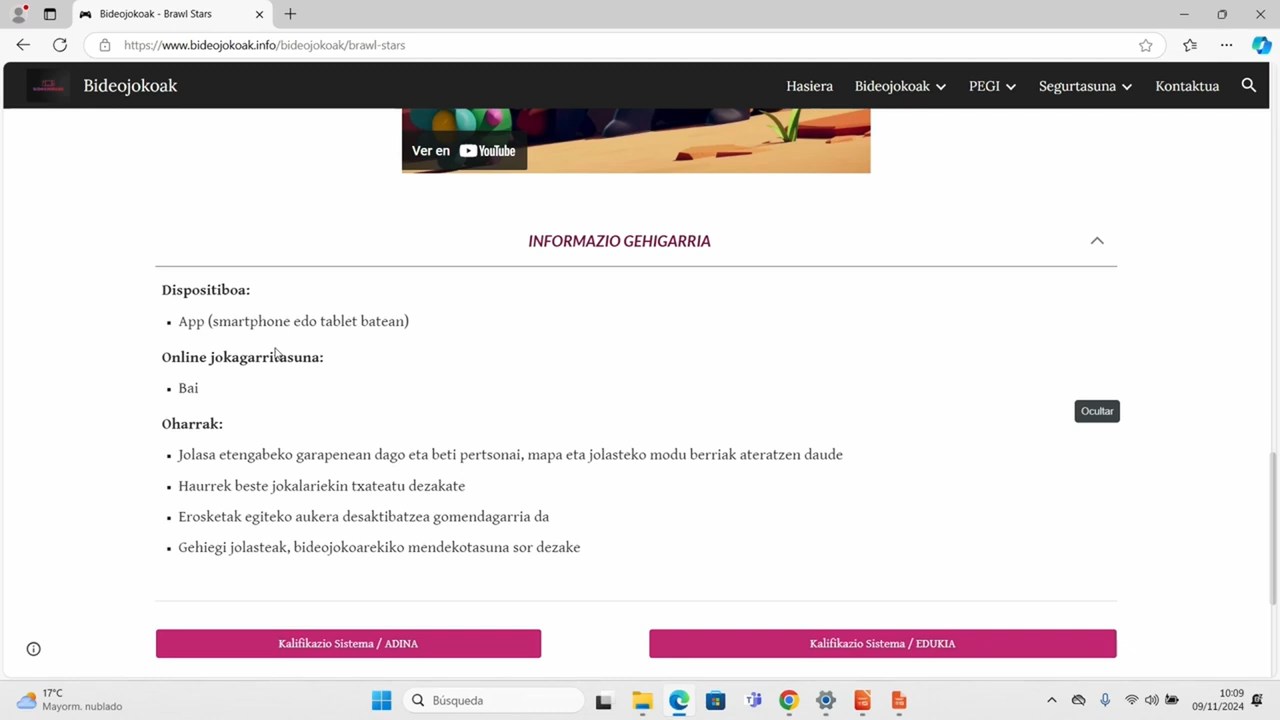 Bideojokoak - Brawl Stars
https://www.bideojokoak.info/bideojokoak/brawl-stars
Bideojokoak
Hasiera
Bideojokoak
PEGI
Segurtasuna
Kontaktua
Ver en YouTube
INFORMAZIO GEHIGARRIA
Dispositiboa:
App (smartphone edo tablet batean)
Online jokagarritasuna:
Bai
Ocultar
Oharrak:
Jolasa etengabeko garapenean dago eta beti pertsonai, mapa eta jolasteko modu berriak ateratzen daude
Haurrek beste jokalariekin txateatu dezakate
Erosketak egiteko aukera desaktibatzea gomendagarria da
Gehiegi jolasteak, bideojokoarekiko mendekotasuna sor dezake
Kalifikazio Sistema / ADINA
Kalifikazio Sistema / EDUKIA
17°C
Mayorm. nublado
Búsqueda
10:09
09/11/2024